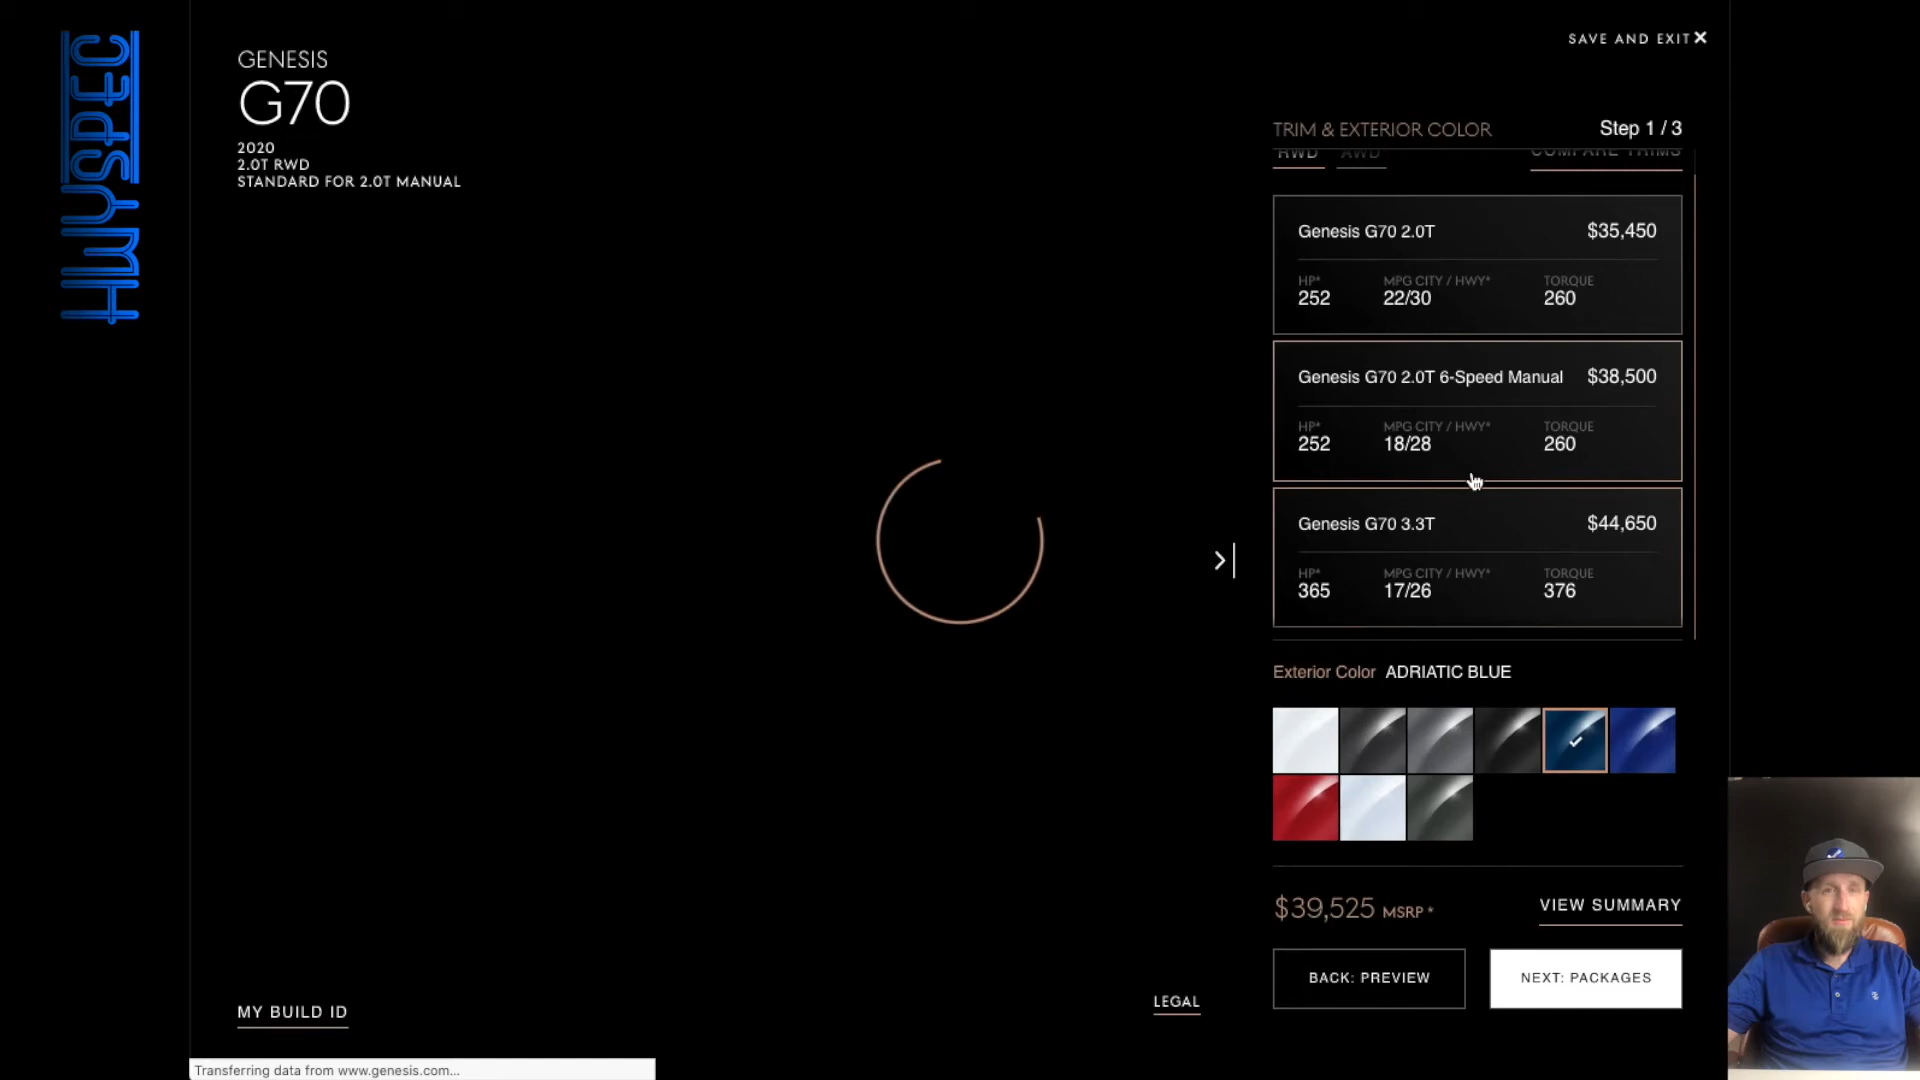 HWYSPEC
GENESIS
G70
2020
2.0T RWD
STANDARD FOR 2.0T MANUAL
SAVE AND EXIT
TRIM & EXTERIOR COLOR
Step 1 / 3
RWD AWD
COMPARE TRIMS
Genesis G70 2.0T $35,450
HP* MPG CITY / HWY* TORQUE
252 22/30 260
Genesis G70 2.0T 6-Speed Manual $38,500
HP* MPG CITY / HWY* TORQUE
252 18/28 260
Genesis G70 3.3T $44,650
HP* MPG CITY / HWY* TORQUE
365 17/26 376
Exterior Color ADRIATIC BLUE
$39,525 MSRP *
VIEW SUMMARY
BACK: PREVIEW
NEXT: PACKAGES
MY BUILD ID
LEGAL
Transferring data from www.genesis.com...